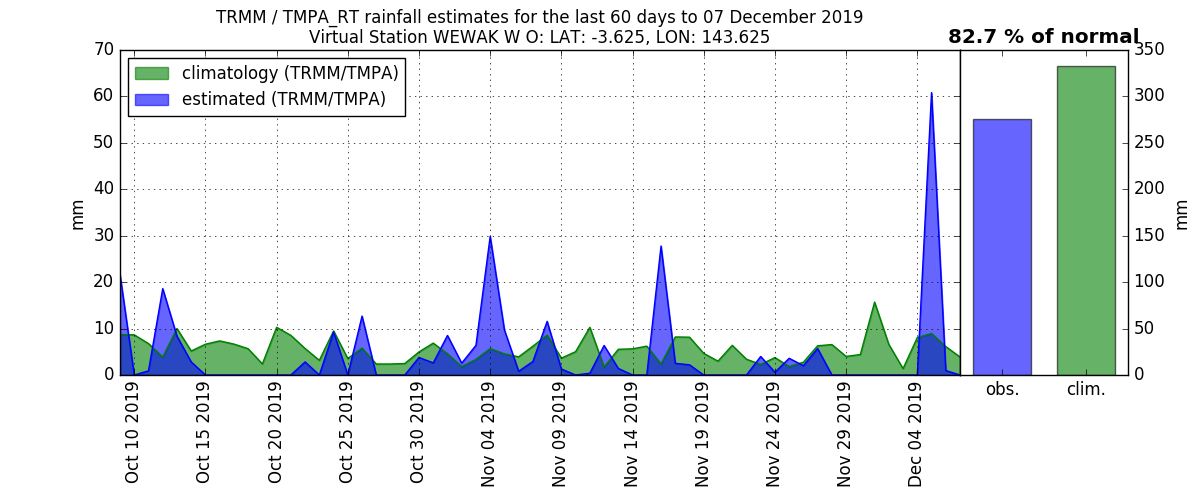 TRMM / TMPA_RT rainfall estimates for the last 60 days to 07 December 2019
Virtual Station WEWAK W O: LAT: -3.625, LON: 143.625
82.7 % of normal
climatology (TRMM/TMPA)
estimated (TRMM/TMPA)
70
60
50
40
30
20
10
0
mm
Oct 10 2019
Oct 15 2019
Oct 20 2019
Oct 25 2019
Oct 30 2019
Nov 04 2019
Nov 09 2019
Nov 14 2019
Nov 19 2019
Nov 24 2019
Nov 29 2019
Dec 04 2019
obs.
clim.
350
300
250
200
150
100
50
0
mm